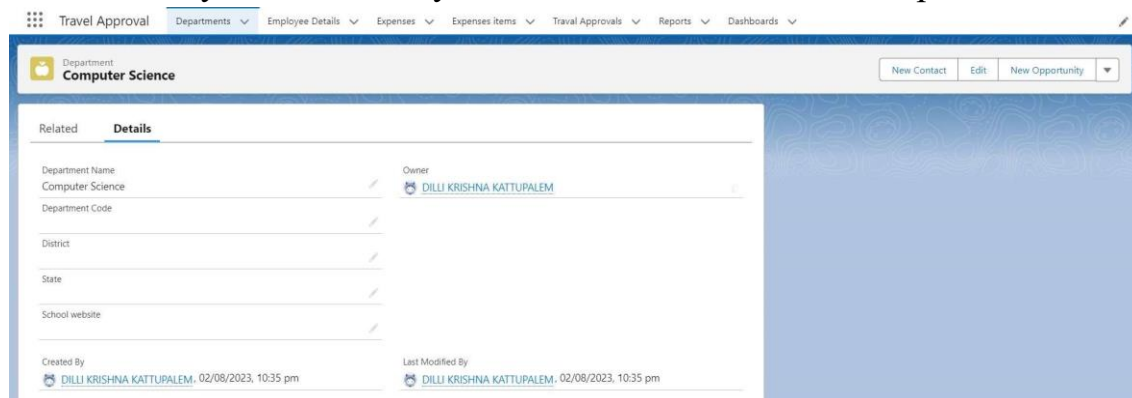 Travel Approval Departments Employee Details Expenses Expenses items Traval Approvals Reports Dashboards
Department
Computer Science
New Contact Edit New Opportunity
Related Details
Department Name Owner
Computer Science DILLI KRISHNA KATTUPALEM
Department Code
District
State
School website
Created By Last Modified By
DILLI KRISHNA KATTUPALEM, 02/08/2023, 10:35 pm DILLI KRISHNA KATTUPALEM, 02/08/2023, 10:35 pm